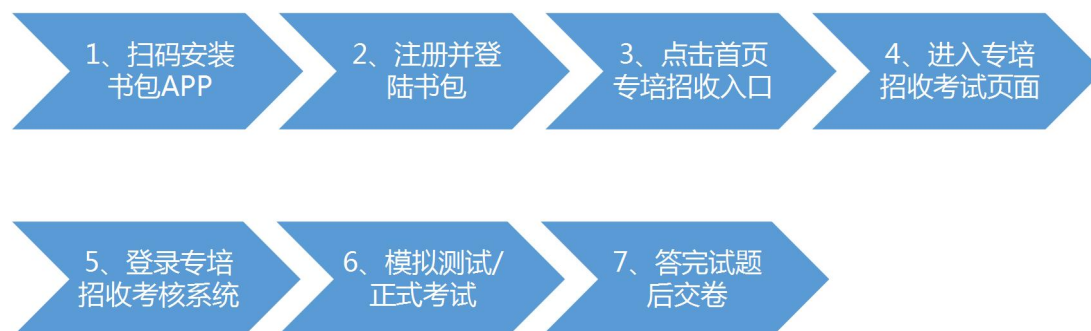 1、扫码安装
书包APP
2、注册并登
陆书包
3、点击首页
专培招收入口
4、进入专培
招收考试页面
5、登录专培
招收考核系统
6、模拟测试/
正式考试
7、答完试题
后交卷